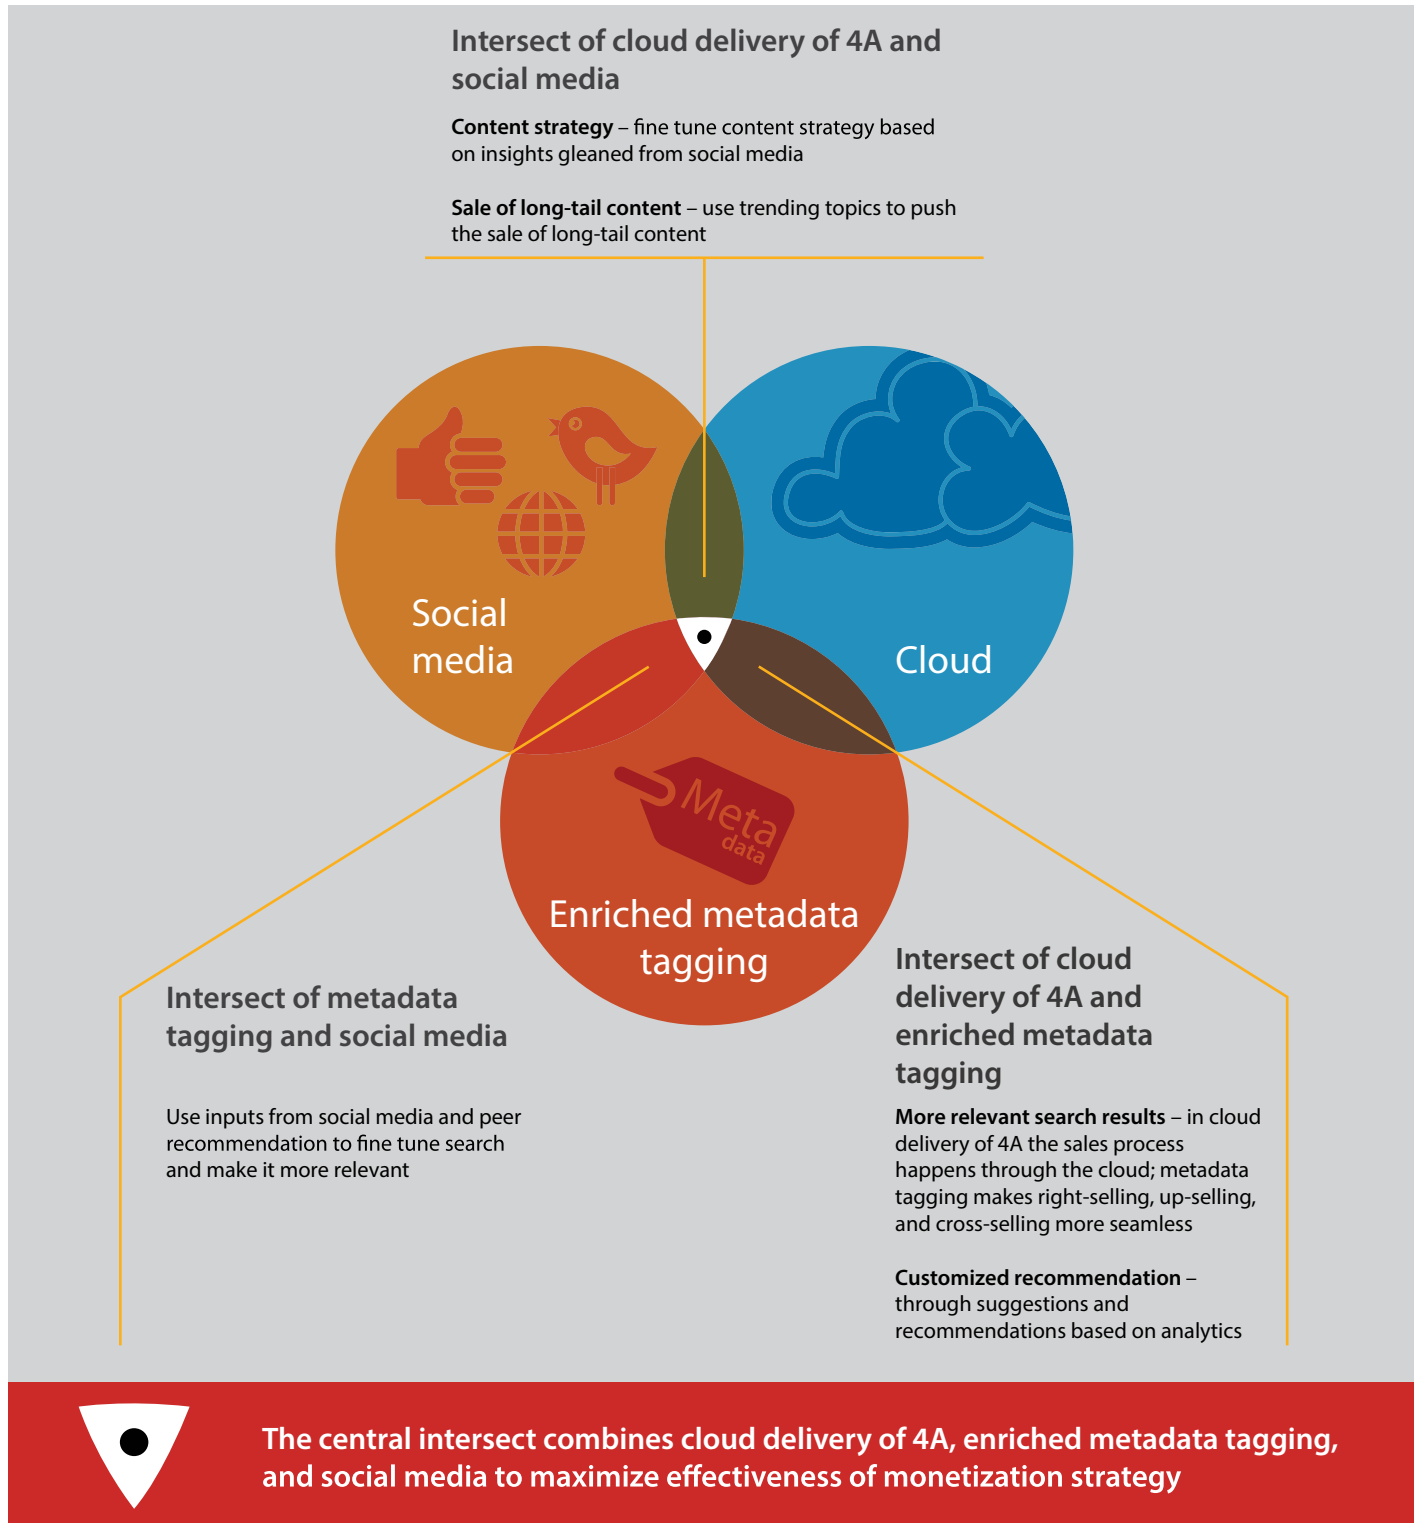 Intersect of cloud delivery of 4A and
social media
Content strategy – fine tune content strategy based
on insights gleaned from social media
Sale of long-tail content – use trending topics to push
the sale of long-tail content
Social
media
Cloud
Meta
data
Enriched metadata
tagging
Intersect of metadata
tagging and social media
Use inputs from social media and peer
recommendation to fine tune search
and make it more relevant
Intersect of cloud
delivery of 4A and
enriched metadata
tagging
More relevant search results – in cloud
delivery of 4A the sales process
happens through the cloud; metadata
tagging makes right-selling, up-selling,
and cross-selling more seamless
Customized recommendation –
through suggestions and
recommendations based on analytics
The central intersect combines cloud delivery of 4A, enriched metadata tagging,
and social media to maximize effectiveness of monetization strategy